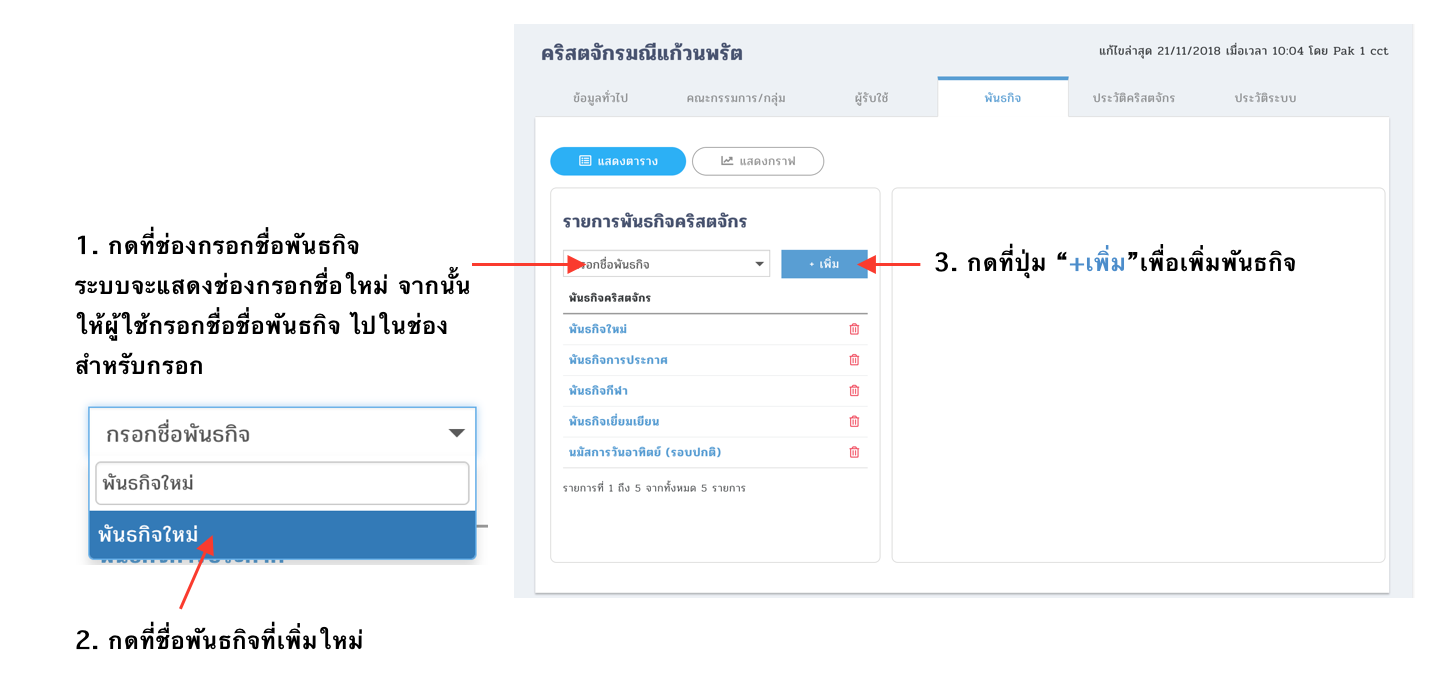 คริสตจักรมณีแก้วนพรัต
แก้ไขล่าสุด 21/11/2018 เมื่อเวลา 10:04 โดย Pak 1 cct
ข้อมูลทั่วไป คณะกรรมการ/กลุ่ม ผู้รับใช้ พันธกิจ ประวัติคริสตจักร ประวัติระบบ
แสดงตาราง แสดงกราฟ
รายการพันธกิจคริสตจักร
กรอกชื่อพันธกิจ + เพิ่ม
พันธกิจคริสตจักร
พันธกิจใหม่
พันธกิจการประกาศ
พันธกิจกีฬา
พันธกิจเยี่ยมเยียน
นมัสการวันอาทิตย์ (รอบปกติ)
รายการที่ 1 ถึง 5 จากทั้งหมด 5 รายการ
1. กดที่ช่องกรอกชื่อพันธกิจ
ระบบจะแสดงช่องกรอกชื่อใหม่ จากนั้น
ให้ผู้ใช้กรอกชื่อชื่อพันธกิจ ไปในช่อง
สำหรับกรอก
กรอกชื่อพันธกิจ
พันธกิจใหม่
พันธกิจใหม่
2. กดที่ชื่อพันธกิจที่เพิ่มใหม่
3. กดที่ปุ่ม “+เพิ่ม”เพื่อเพิ่มพันธกิจ